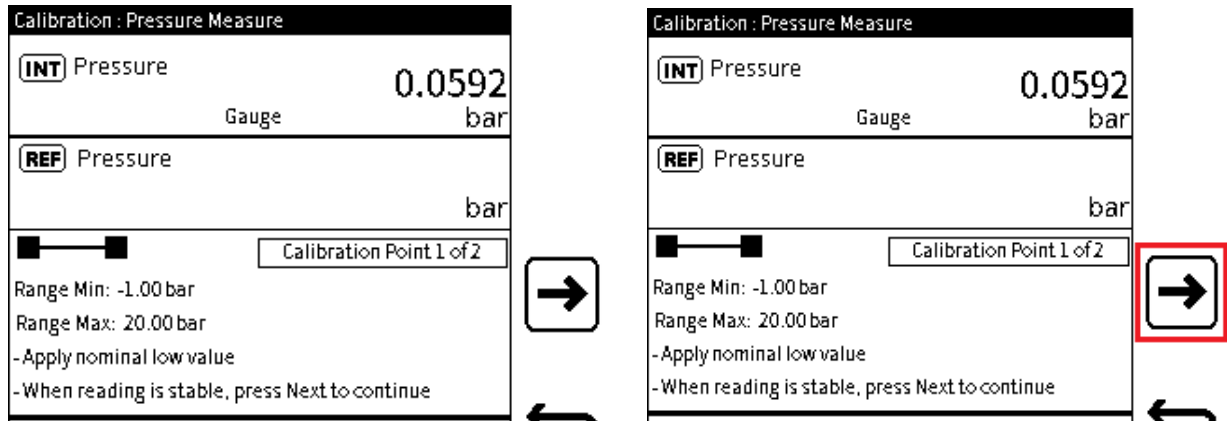 Calibration : Pressure Measure
INT Pressure
0.0592
Gauge
bar
REF Pressure
bar
Calibration Point 1 of 2
Range Min: -1.00 bar
Range Max: 20.00 bar
- Apply nominal low value
- When reading is stable, press Next to continue
Calibration : Pressure Measure
INT Pressure
0.0592
Gauge
bar
REF Pressure
bar
Calibration Point 1 of 2
Range Min: -1.00 bar
Range Max: 20.00 bar
- Apply nominal low value
- When reading is stable, press Next to continue